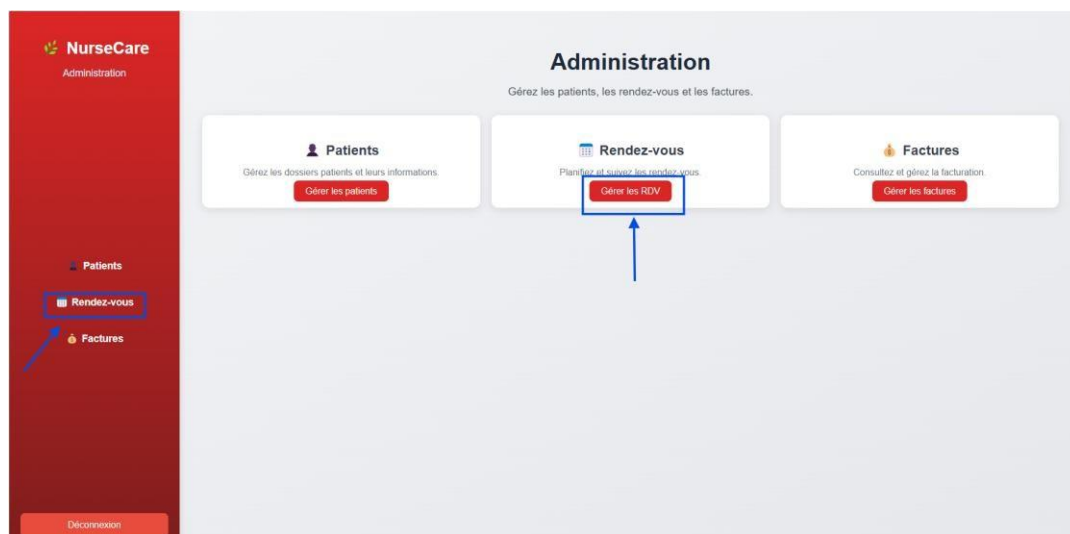 NurseCare
Administration
Patients
Rendez-vous
Factures
Déconnexion
Administration
Gérez les patients, les rendez-vous et les factures.
Patients
Gérez les dossiers patients et leurs informations.
Gérer les patients
Rendez-vous
Planifiez et suivez les rendez-vous.
Gérer les RDV
Factures
Consultez et gérez la facturation.
Gérer les factures